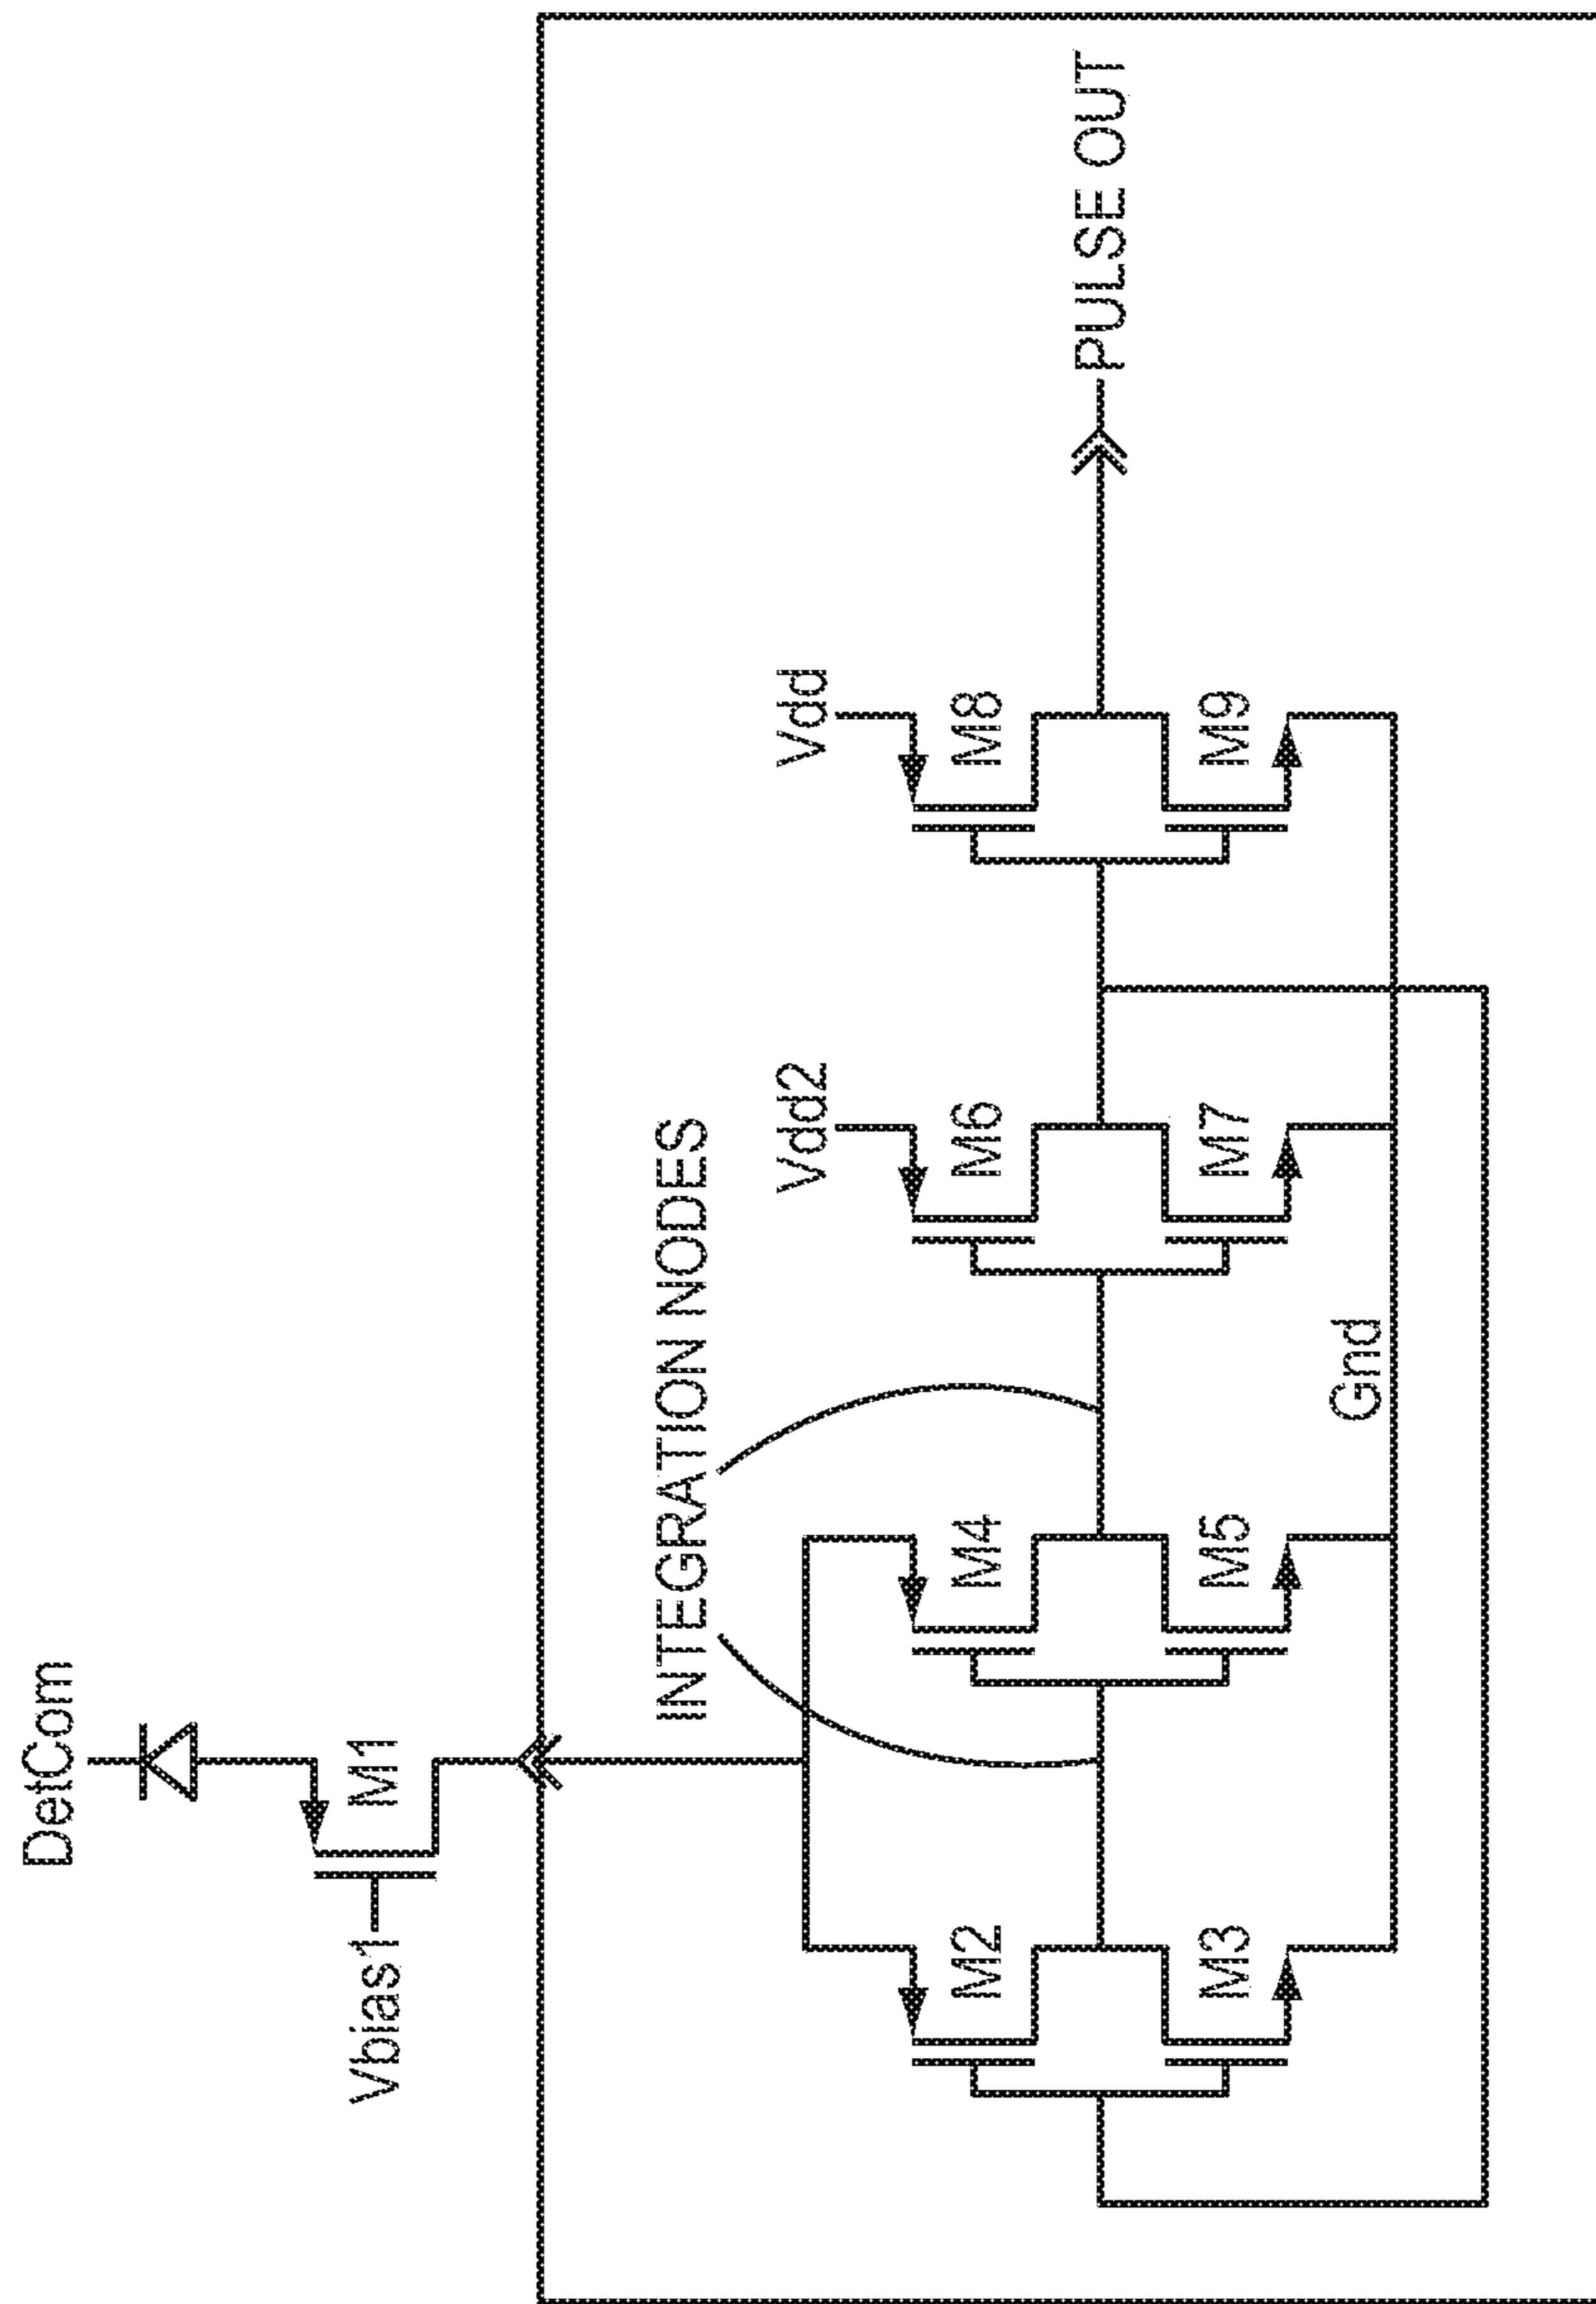 DetCom
Vbias1
M1
INTEGRATION NODES
Vdd2
Vdd
M2
M4
M6
M8
PULSE OUT
M3
M5
M7
M9
Gnd